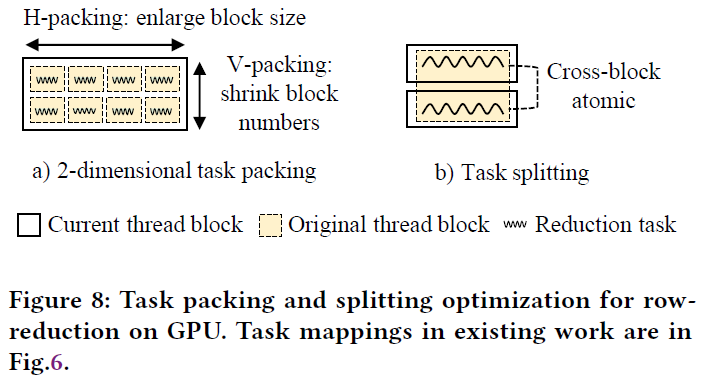 H-packing: enlarge block size
V-packing:
shrink block
numbers
Cross-block
atomic
a) 2-dimensional task packing
b) Task splitting
Current thread block
Original thread block
Reduction task
Figure 8: Task packing and splitting optimization for row-
reduction on GPU. Task mappings in existing work are in
Fig.6.